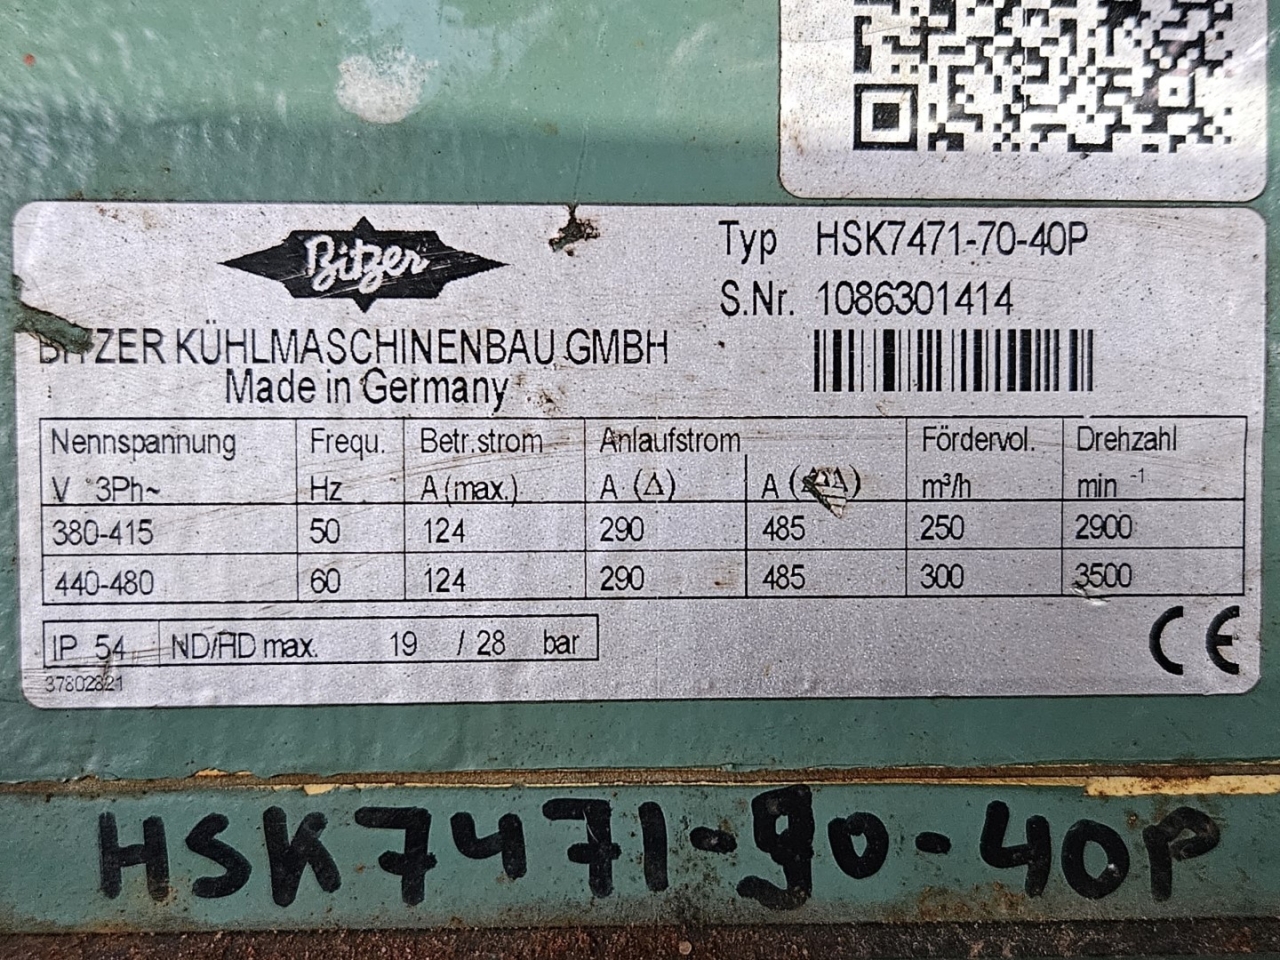 Bitzer
BITZER KÜHLMASCHINENBAU GMBH
Made in Germany
Typ HSK7471-70-40P
S.Nr. 1086301414
Nennspannung Frequ. Betr.strom Anlaufstrom Fördervol. Drehzahl
V 3Ph~ Hz A (max.) A (Δ) A m³/h min -1
380-415 50 124 290 485 250 2900
440-480 60 124 290 485 300 3500
IP 54 ND/HD max. 19 / 28 bar
37802821
CE
HSK7471-90-40P